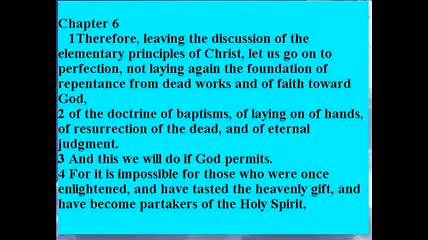 Chapter 6
1Therefore, leaving the discussion of the
elementary principles of Christ, let us go on to
perfection, not laying again the foundation of
repentance from dead works and of faith toward
God,
2 of the doctrine of baptisms, of laying on of hands,
of resurrection of the dead, and of eternal
judgment.
3 And this we will do if God permits.
4 For it is impossible for those who were once
enlightened, and have tasted the heavenly gift, and
have become partakers of the Holy Spirit,